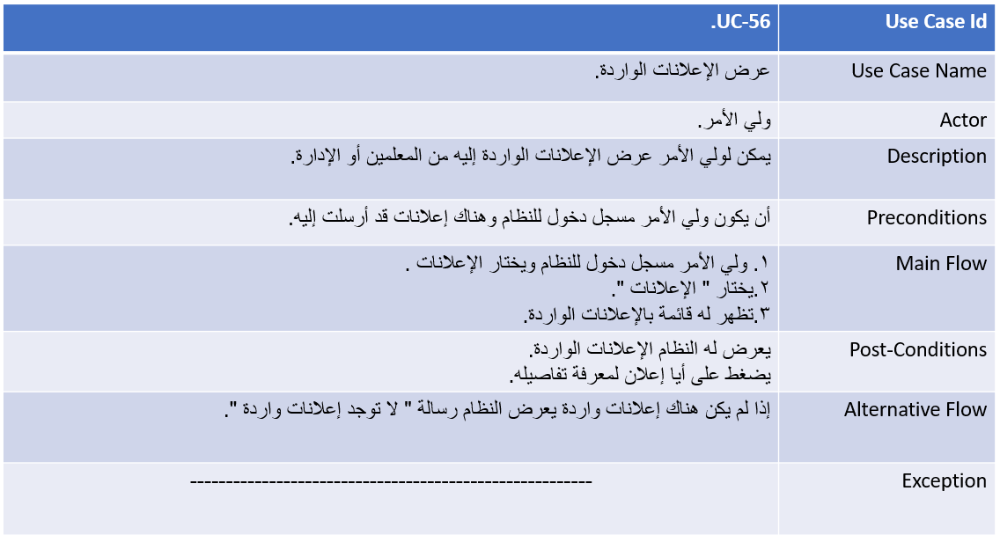 Use Case Id
UC-56.
Use Case Name
عرض الإعلانات الواردة.
Actor
ولي الأمر.
Description
يمكن لولي الأمر عرض الإعلانات الواردة إليه من المعلمين أو الإدارة.
Preconditions
أن يكون ولي الأمر مسجل دخول للنظام وهناك إعلانات قد أرسلت إليه.
Main Flow
١. ولي الأمر مسجل دخول للنظام ويختار الإعلانات .
٢.يختار " الإعلانات ".
٣.تظهر له قائمة بالإعلانات الواردة.
Post-Conditions
يعرض له النظام الإعلانات الواردة.
يضغط على أيا إعلان لمعرفة تفاصيله.
Alternative Flow
إذا لم يكن هناك إعلانات واردة يعرض النظام رسالة " لا توجد إعلانات واردة ".
Exception
--------------------------------------------------------